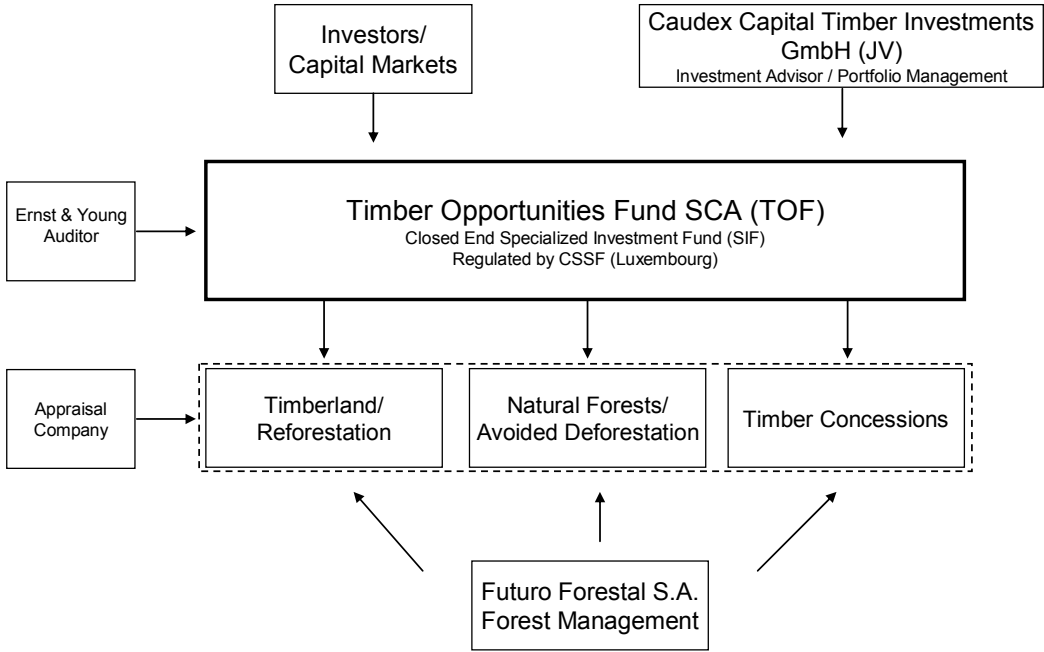 Investors/
Capital Markets
Caudex Capital Timber Investments
GmbH (JV)
Investment Advisor / Portfolio Management
Ernst & Young
Auditor
Timber Opportunities Fund SCA (TOF)
Closed End Specialized Investment Fund (SIF)
Regulated by CSSF (Luxembourg)
Appraisal
Company
Timberland/
Reforestation
Natural Forests/
Avoided Deforestation
Timber Concessions
Futuro Forestal S.A.
Forest Management